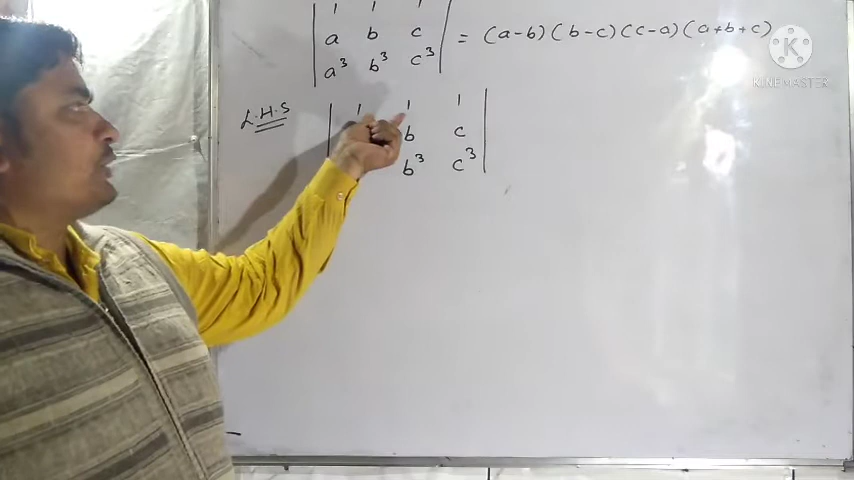 1 1 1
a b c = (a-b)(b-c)(c-a)(a+b+c)
a³ b³ c³
L.H.S 1 1 1
b c
b³ c³
KINEMASTER